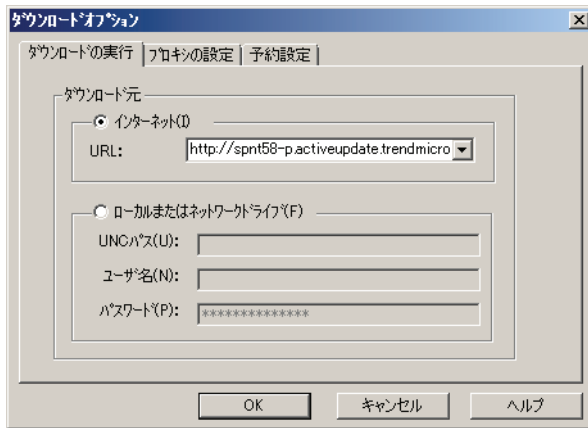 ダウンロードオプション
ダウンロードの実行 プロキシの設定 予約設定
ダウンロード元
インターネット(I)
URL: http://spnt58-p.activeupdate.trendmicro
ローカルまたはネットワークドライブ(F)
UNCパス(U):
ユーザ名(N):
パスワード(P): **************
OK キャンセル ヘルプ